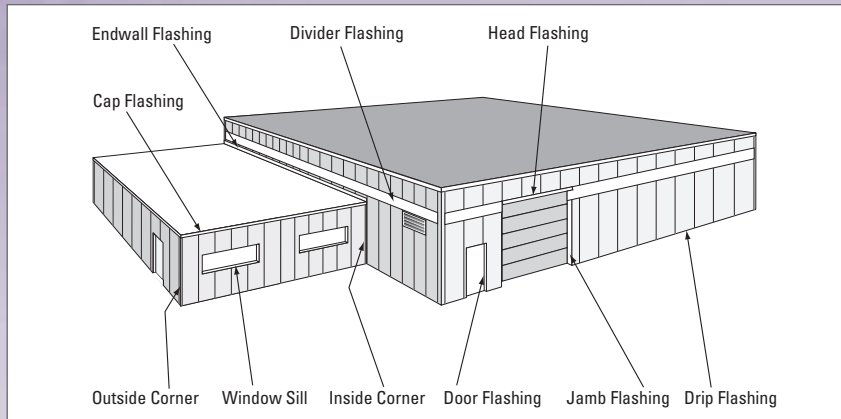 Endwall Flashing
Divider Flashing
Head Flashing
Cap Flashing
Outside Corner
Window Sill
Inside Corner
Door Flashing
Jamb Flashing
Drip Flashing